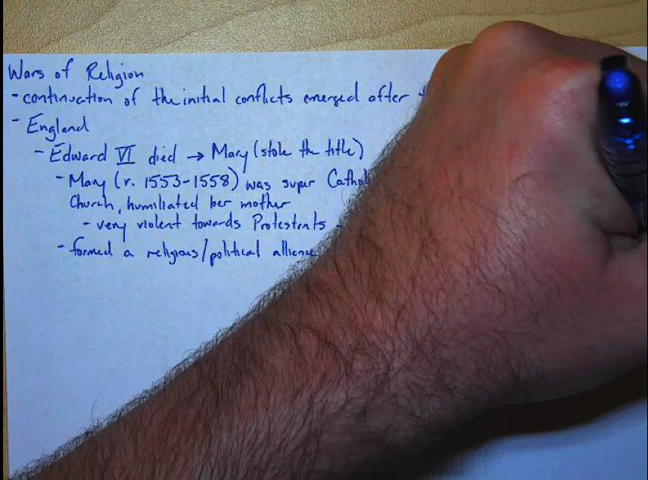 Wars of Religion
- continuation of the initial conflicts emerged after
- England
- Edward VI died → Mary (stole the title)
- Mary (r. 1553-1558) was super
Church, humiliated her mother
- very violent towards Protestants -
- formed a religious/political allience